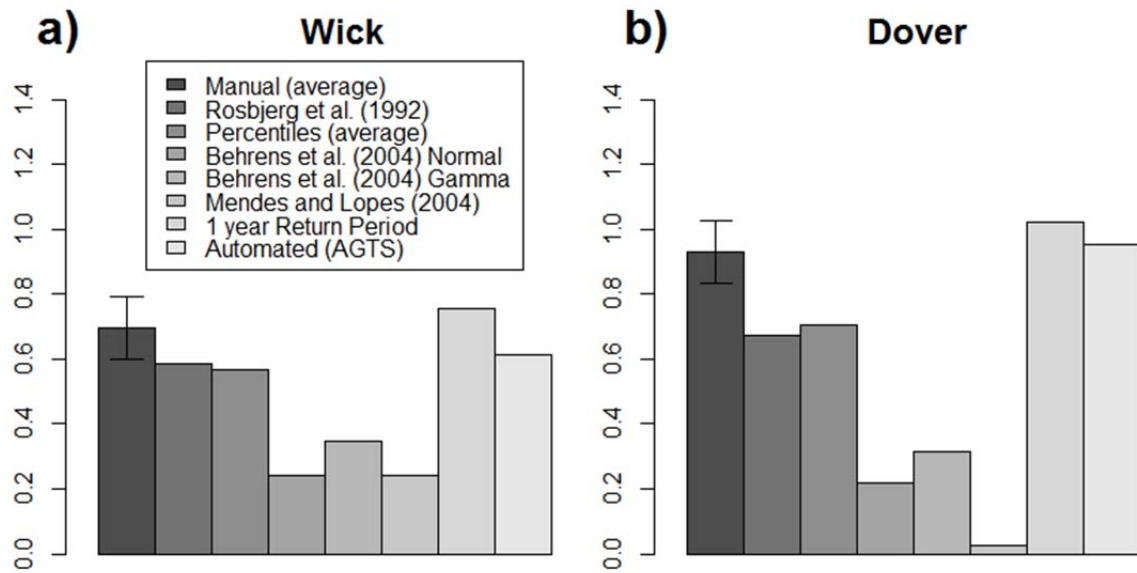 a)
Wick
Manual (average)
Rosbjerg et al. (1992)
Percentiles (average)
Behrens et al. (2004) Normal
Behrens et al. (2004) Gamma
Mendes and Lopes (2004)
1 year Return Period
Automated (AGTS)
1.4
1.2
1.0
0.8
0.6
0.4
0.2
0.0
b)
Dover
1.4
1.2
1.0
0.8
0.6
0.4
0.2
0.0